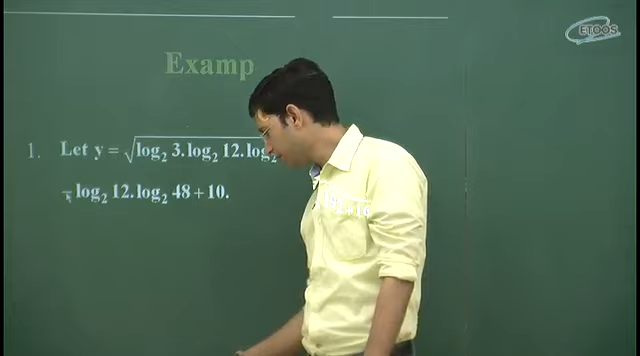 ETOOS
Examp
1. Let y = √log₂ 3.log₂ 12.log₂
− log₂ 12.log₂ 48 + 10.